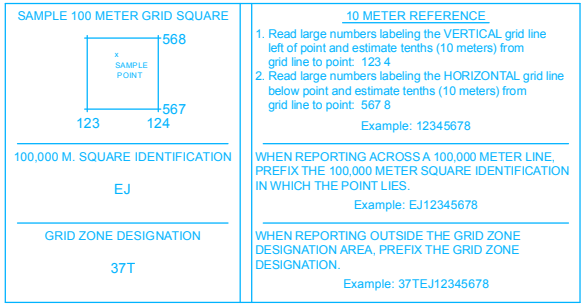 SAMPLE 100 METER GRID SQUARE
568
x
SAMPLE
POINT
567
123 124
100,000 M. SQUARE IDENTIFICATION
EJ
GRID ZONE DESIGNATION
37T
10 METER REFERENCE
1. Read large numbers labeling the VERTICAL grid line
left of point and estimate tenths (10 meters) from
grid line to point: 123 4
2. Read large numbers labeling the HORIZONTAL grid line
below point and estimate tenths (10 meters) from
grid line to point: 567 8
Example: 12345678
WHEN REPORTING ACROSS A 100,000 METER LINE,
PREFIX THE 100,000 METER SQUARE IDENTIFICATION
IN WHICH THE POINT LIES.
Example: EJ12345678
WHEN REPORTING OUTSIDE THE GRID ZONE
DESIGNATION AREA, PREFIX THE GRID ZONE
DESIGNATION.
Example: 37TEJ12345678